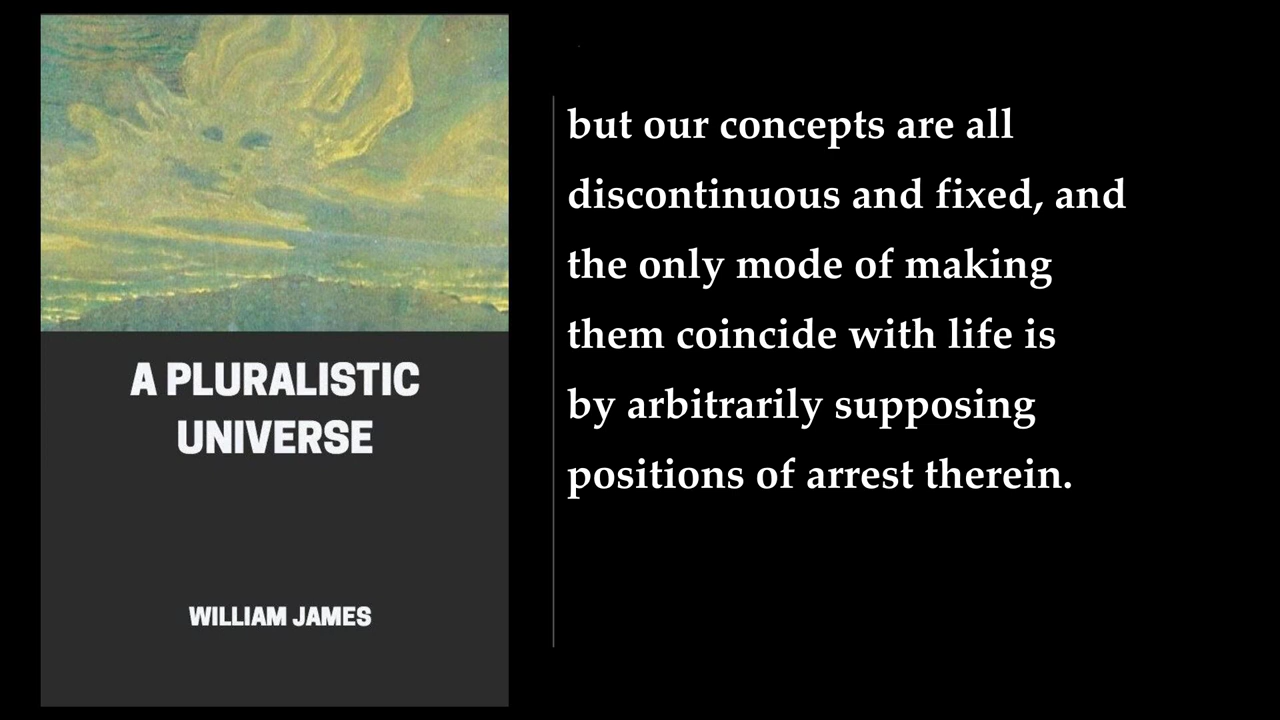 A PLURALISTIC
UNIVERSE
WILLIAM JAMES
but our concepts are all
discontinuous and fixed, and
the only mode of making
them coincide with life is
by arbitrarily supposing
positions of arrest therein.